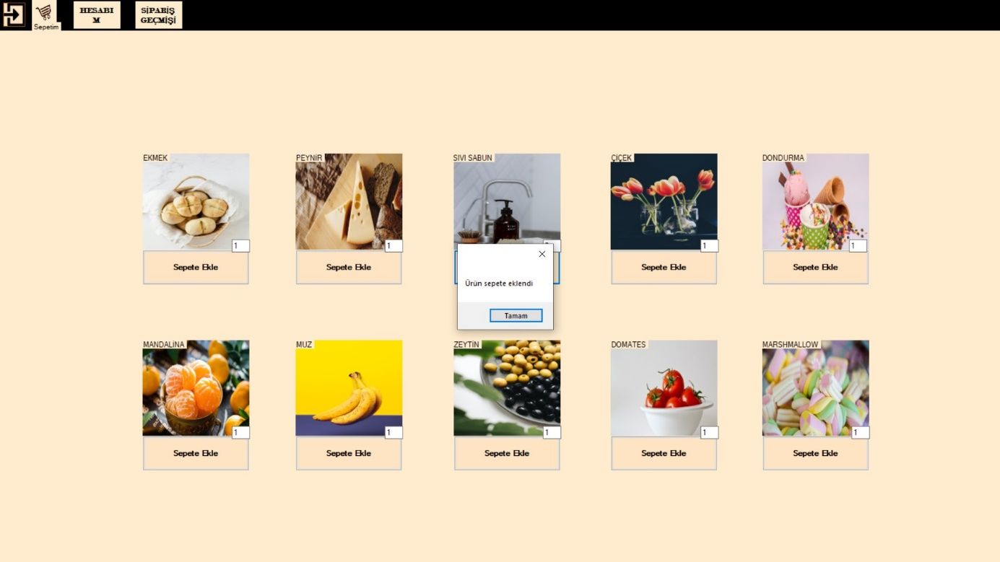 HESABI
M
SİPARİŞ
GEÇMİŞİ
Sepetim
EKMEK
PEYNİR
SIVI SABUN
ÇİÇEK
DONDURMA
1
1
1
1
Sepete Ekle
Sepete Ekle
Sepete Ekle
Sepete Ekle
Ürün sepete eklendi
Tamam
MANDALİNA
MUZ
ZEYTİN
DOMATES
MARSHMALLOW
1
1
1
1
1
Sepete Ekle
Sepete Ekle
Sepete Ekle
Sepete Ekle
Sepete Ekle